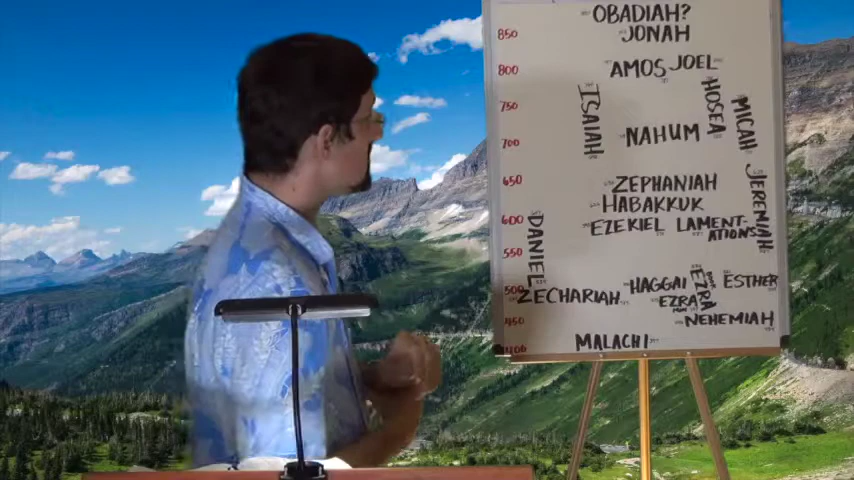 OBADIAH?
850
JONAH
800
AMOS JOEL
750
ISAIAH
HOSEA
MICAH
700
NAHUM
650
ZEPHANIAH
JEREMIAH
HABAKKUK
600
EZEKIEL LAMENT-
ATIONS
DANIEL
550
500
ZECHARIAH
HAGGAI
EZRA
ESTHER
EZRA
450
NEHEMIAH
MALACHI
400